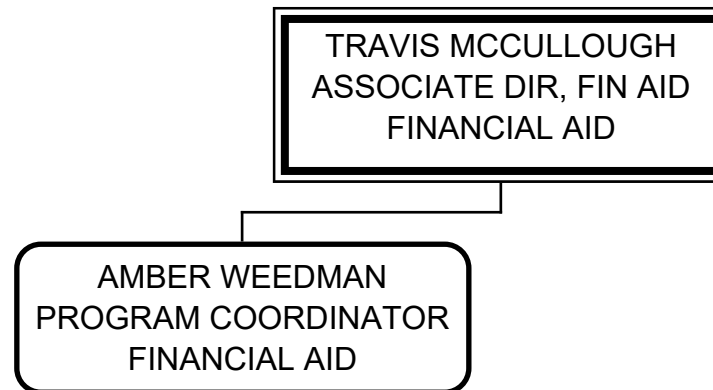 TRAVIS MCCULLOUGH
ASSOCIATE DIR, FIN AID
FINANCIAL AID
AMBER WEEDMAN
PROGRAM COORDINATOR
FINANCIAL AID